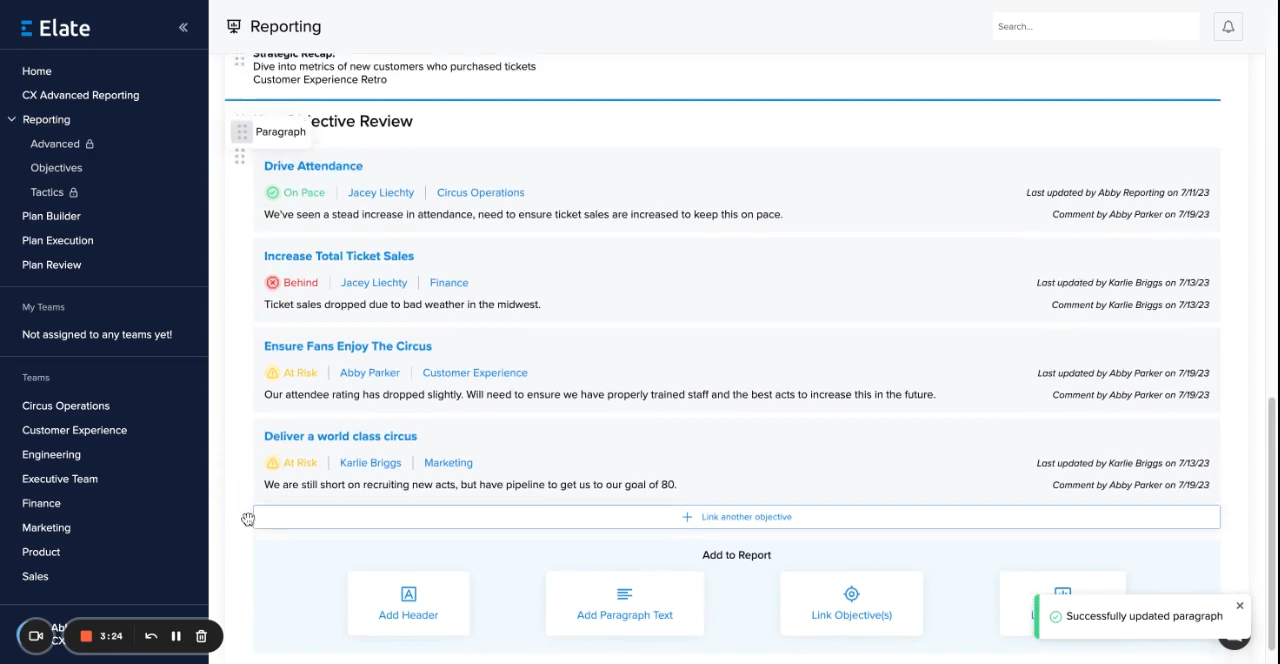 Elate
Reporting
Search...
Home
CX Advanced Reporting
Reporting
Advanced
Objectives
Tactics
Plan Builder
Plan Execution
Plan Review
My Teams
Not assigned to any teams yet!
Teams
Circus Operations
Customer Experience
Engineering
Executive Team
Finance
Marketing
Product
Sales
3:24
Strategic Recap:
Dive into metrics of new customers who purchased tickets
Customer Experience Retro
Review
Paragraph
Drive Attendance
On Pace Jacey Liechty Circus Operations
Last updated by Abby Reporting on 7/11/23
We've seen a stead increase in attendance, need to ensure ticket sales are increased to keep this on pace.
Comment by Abby Parker on 7/19/23
Increase Total Ticket Sales
Behind Jacey Liechty Finance
Last updated by Karlie Briggs on 7/13/23
Ticket sales dropped due to bad weather in the midwest.
Comment by Karlie Briggs on 7/13/23
Ensure Fans Enjoy The Circus
At Risk Abby Parker Customer Experience
Last updated by Abby Parker on 7/19/23
Our attendee rating has dropped slightly. Will need to ensure we have properly trained staff and the best acts to increase this in the future.
Comment by Abby Parker on 7/19/23
Deliver a world class circus
At Risk Karlie Briggs Marketing
Last updated by Karlie Briggs on 7/13/23
We are still short on recruiting new acts, but have pipeline to get us to our goal of 80.
Comment by Abby Parker on 7/19/23
Link another objective
Add to Report
Add Header
Add Paragraph Text
Link Objective(s)
Successfully updated paragraph